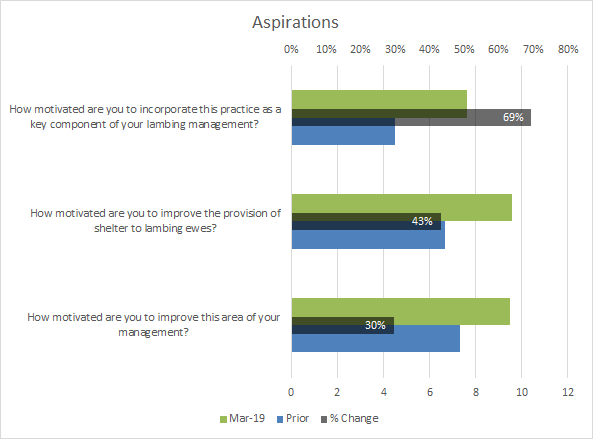 Aspirations
0% 10% 20% 30% 40% 50% 60% 70% 80%
How motivated are you to incorporate this practice as a
key component of your lambing management?
69%
How motivated are you to improve the provision of
shelter to lambing ewes?
43%
How motivated are you to improve this area of your
management?
30%
0 2 4 6 8 10 12
Mar-19 Prior % Change